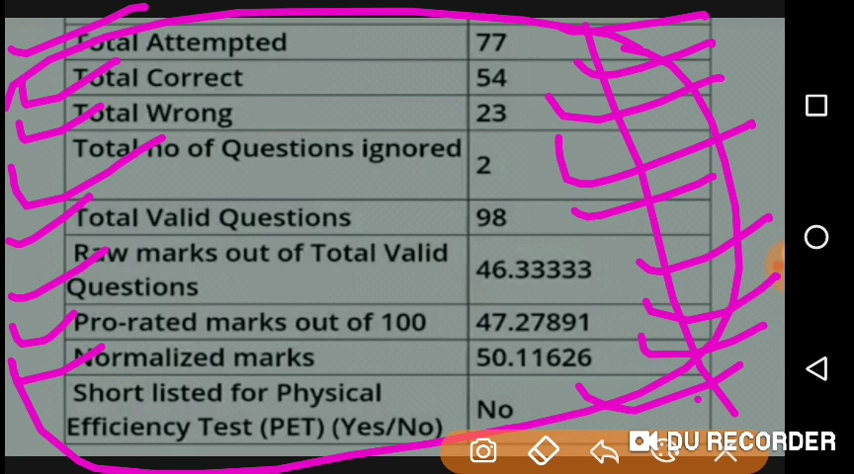 Total Attempted 77
Total Correct 54
Total Wrong 23
Total no of Questions ignored 2
Total Valid Questions 98
Raw marks out of Total Valid
Questions 46.33333
Pro-rated marks out of 100 47.27891
Normalized marks 50.11626
Short listed for Physical
Efficiency Test (PET) (Yes/No) No
DU RECORDER